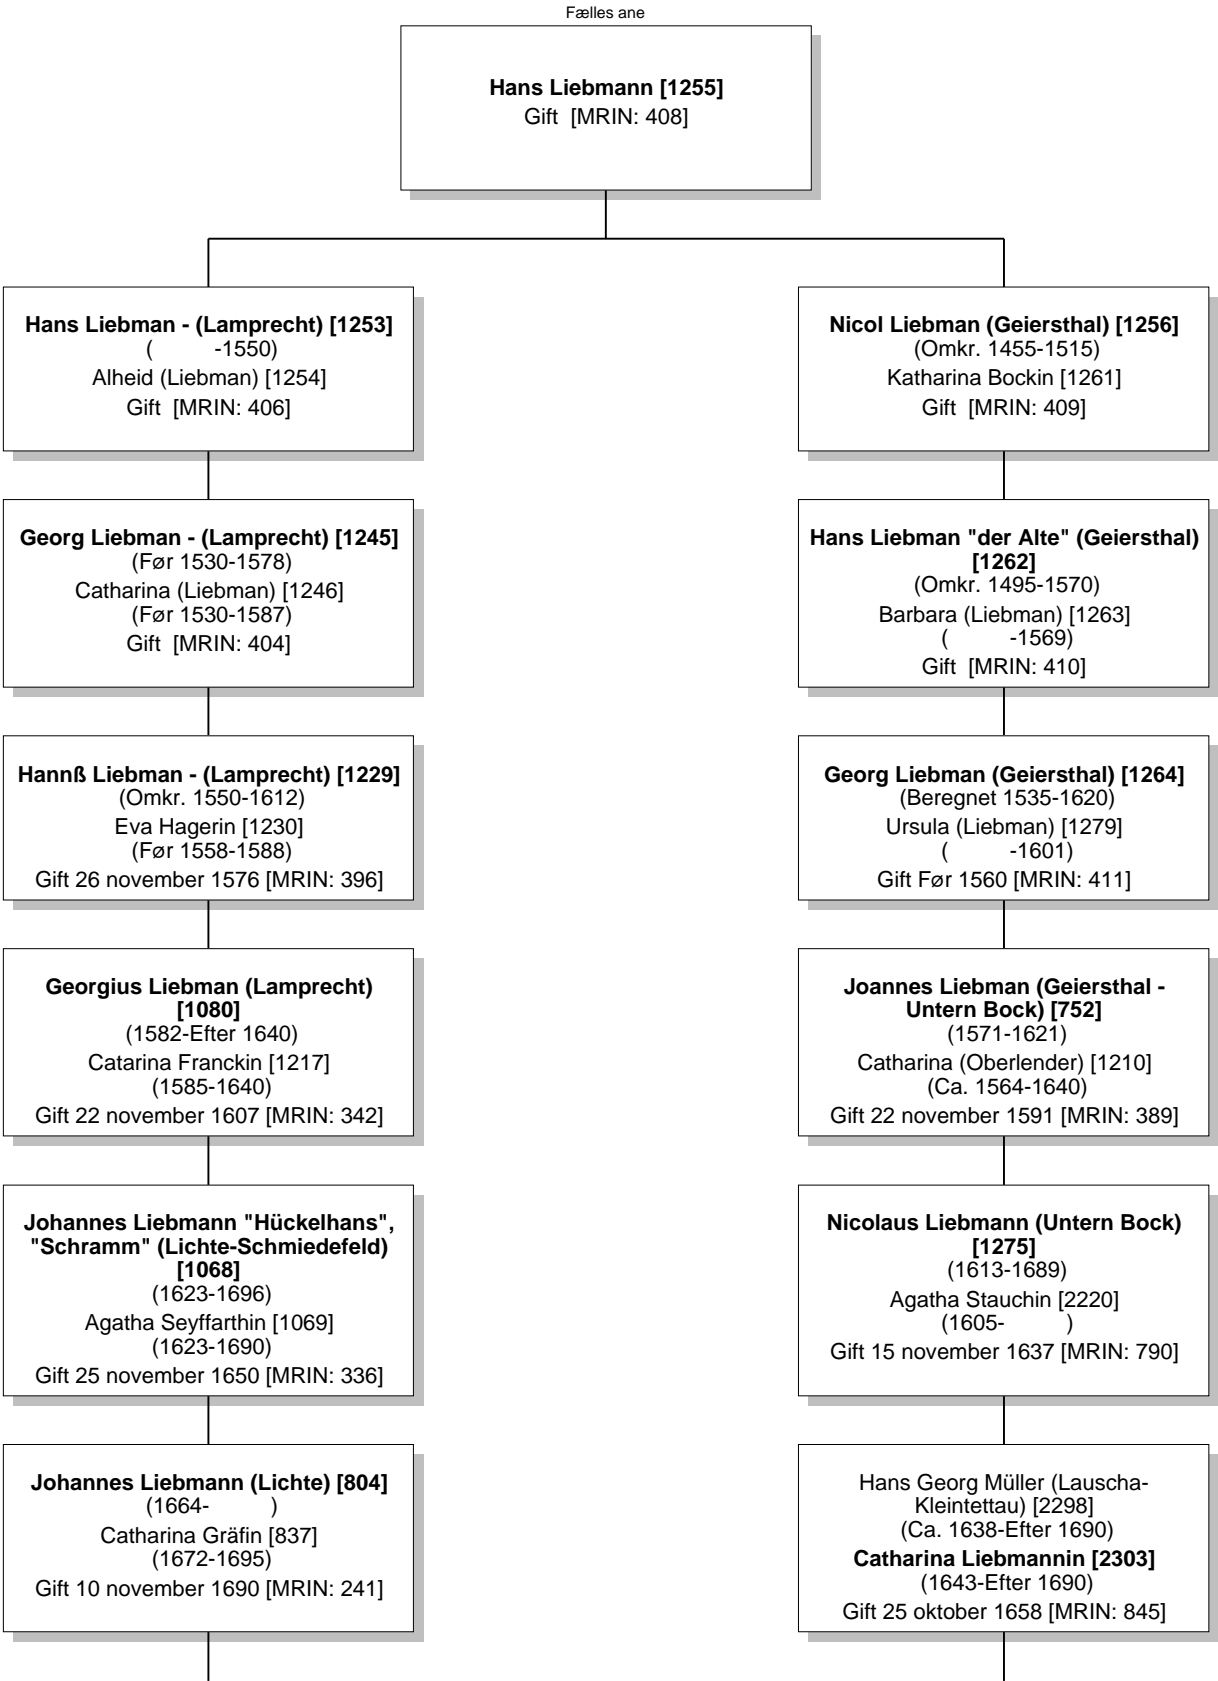 Fælles ane
Hans Liebmann [1255]
Gift [MRIN: 408]
Hans Liebman - (Lamprecht) [1253]
( -1550)
Alheid (Liebman) [1254]
Gift [MRIN: 406]
Nicol Liebman (Geiersthal) [1256]
(Omkr. 1455-1515)
Katharina Bockin [1261]
Gift [MRIN: 409]
Georg Liebman - (Lamprecht) [1245]
(Før 1530-1578)
Catharina (Liebman) [1246]
(Før 1530-1587)
Gift [MRIN: 404]
Hans Liebman "der Alte" (Geiersthal)
[1262]
(Omkr. 1495-1570)
Barbara (Liebman) [1263]
( -1569)
Gift [MRIN: 410]
Hannß Liebman - (Lamprecht) [1229]
(Omkr. 1550-1612)
Eva Hagerin [1230]
(Før 1558-1588)
Gift 26 november 1576 [MRIN: 396]
Georg Liebman (Geiersthal) [1264]
(Beregnet 1535-1620)
Ursula (Liebman) [1279]
( -1601)
Gift Før 1560 [MRIN: 411]
Georgius Liebman (Lamprecht)
[1080]
(1582-Efter 1640)
Catarina Franckin [1217]
(1585-1640)
Gift 22 november 1607 [MRIN: 342]
Joannes Liebman (Geiersthal -
Untern Bock) [752]
(1571-1621)
Catharina (Oberlender) [1210]
(Ca. 1564-1640)
Gift 22 november 1591 [MRIN: 389]
Johannes Liebmann "Hückelhans",
"Schramm" (Lichte-Schmiedefeld)
[1068]
(1623-1696)
Agatha Seyffarthin [1069]
(1623-1690)
Gift 25 november 1650 [MRIN: 336]
Nicolaus Liebmann (Untern Bock)
[1275]
(1613-1689)
Agatha Stauchin [2220]
(1605- )
Gift 15 november 1637 [MRIN: 790]
Johannes Liebmann (Lichte) [804]
(1664- )
Catharina Gräfin [837]
(1672-1695)
Gift 10 november 1690 [MRIN: 241]
Hans Georg Müller (Lauscha-
Kleintettau) [2298]
(Ca. 1638-Efter 1690)
Catharina Liebmannin [2303]
(1643-Efter 1690)
Gift 25 oktober 1658 [MRIN: 845]